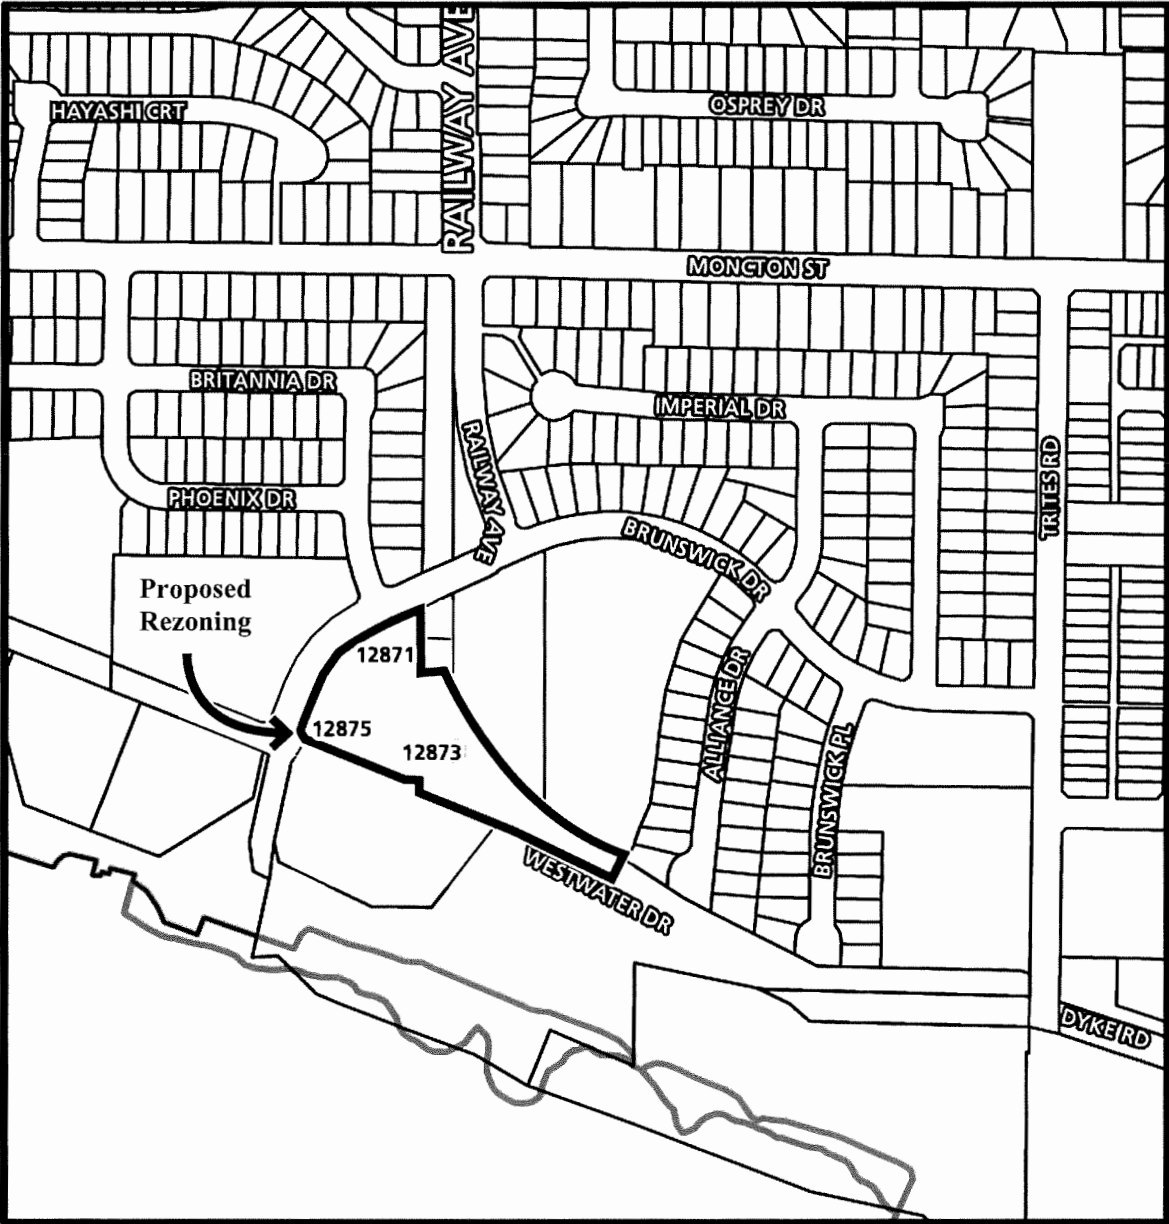 RAILWAY AVE
HAYASHI CRT
OSPREY DR
MONCTON ST
BRITANNIA DR
IMPERIAL DR
RAILWAY AVE
TRITES RD
PHOENIX DR
BRUNSWICK DR
Proposed
Rezoning
12871
12875
12873
ALLIANCE DR
BRUNSWICK PL
WESTWATER DR
DYKE RD